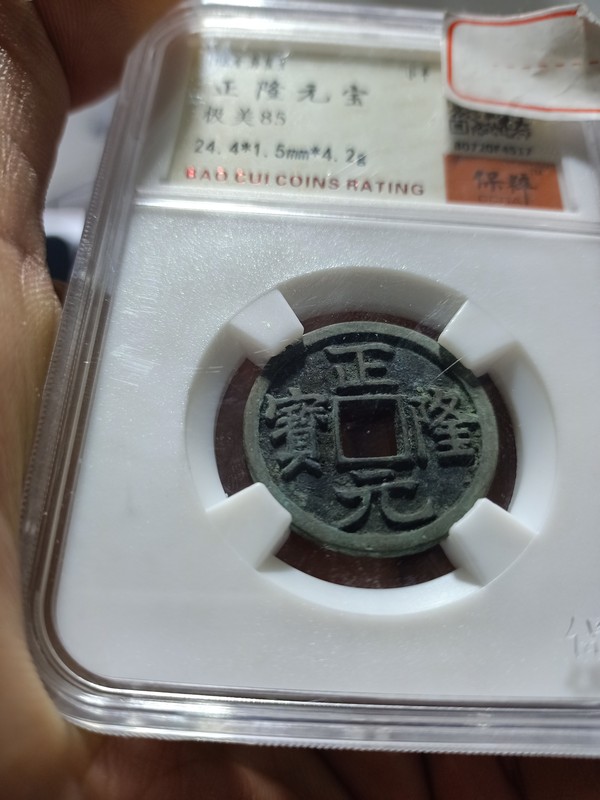 正隆元宝
极美85
24.4*1.5mm*4.2g
BAO CUI COINS RATING
保粹
正
隆
元
寶